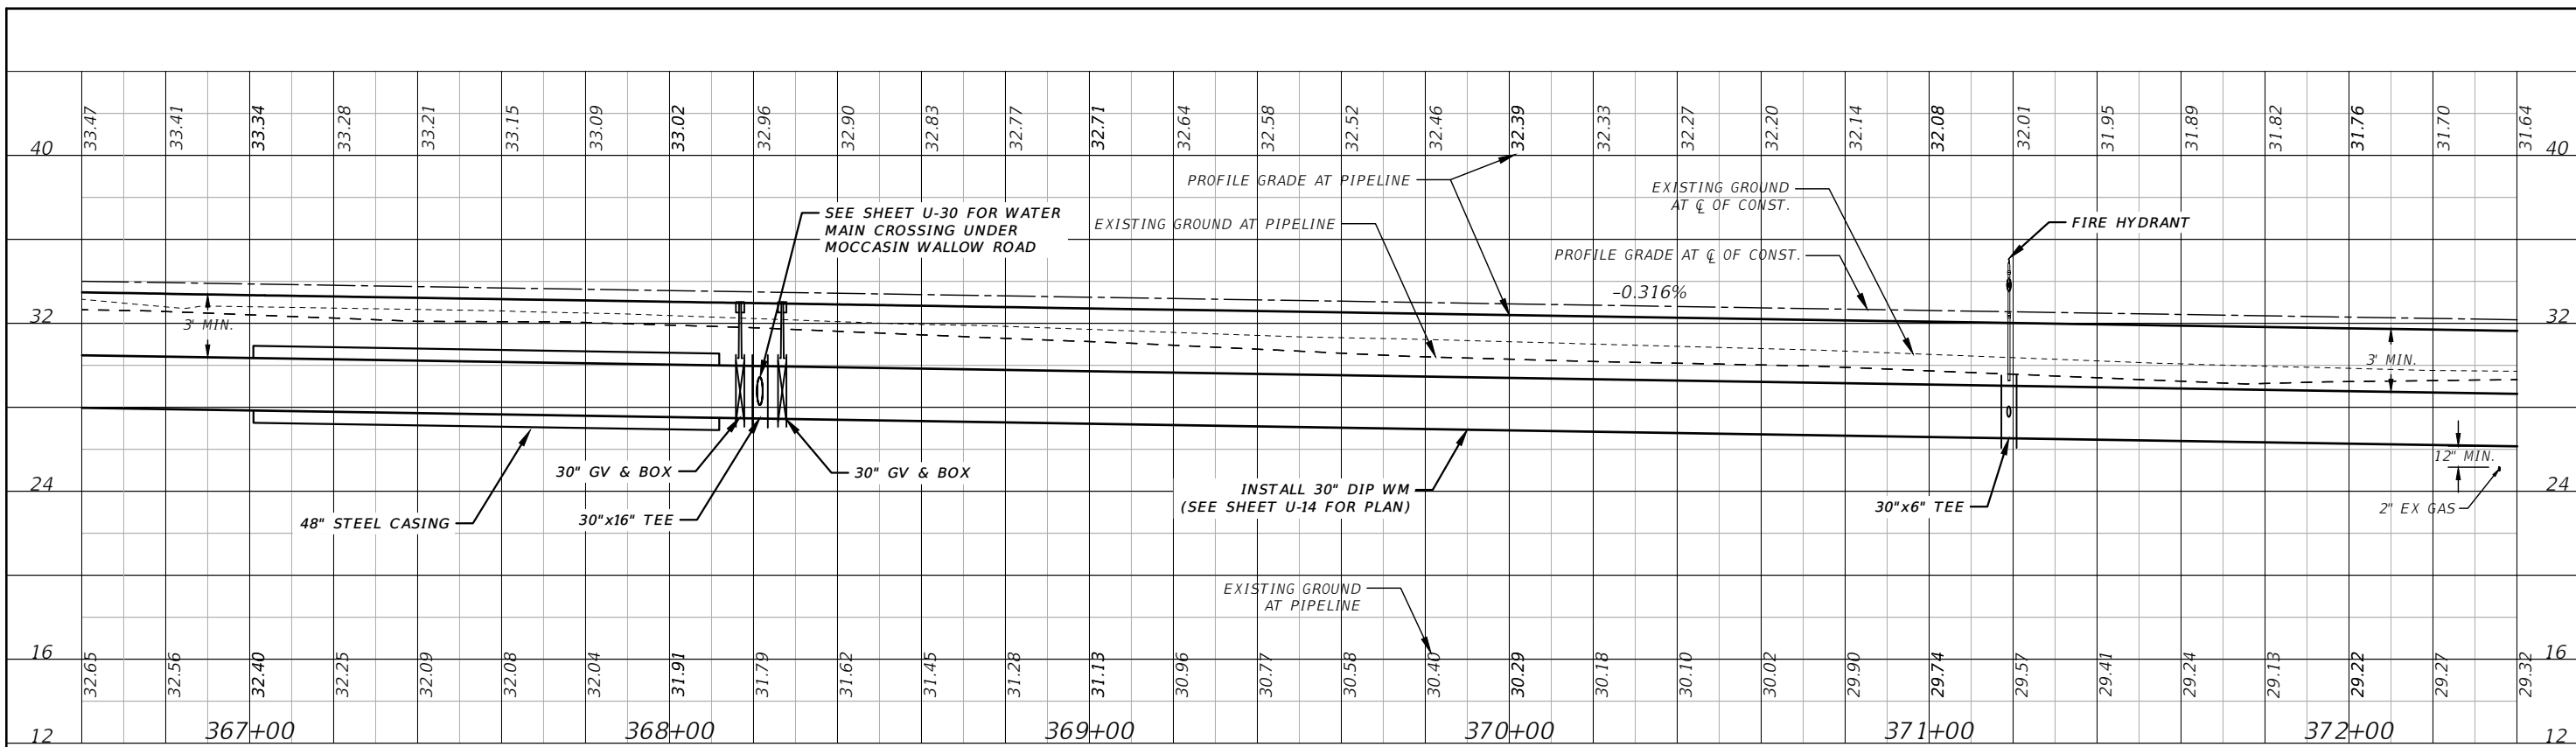 33.47 33.41 33.34 33.28 33.21 33.15 33.09 33.02 32.96 32.90 32.83 32.77 32.71 32.64 32.58 32.52 32.46 32.39 32.33 32.27 32.20 32.14 32.08 32.01 31.95 31.89 31.82 31.76 31.70 31.64
40 40
PROFILE GRADE AT PIPELINE
EXISTING GROUND
AT ℄ OF CONST.
SEE SHEET U-30 FOR WATER
MAIN CROSSING UNDER
MOCCASIN WALLOW ROAD
EXISTING GROUND AT PIPELINE
FIRE HYDRANT
PROFILE GRADE AT ℄ OF CONST.
-0.316%
32 32
3' MIN.
3' MIN.
12" MIN.
30" GV & BOX
30" GV & BOX
24 24
INSTALL 30" DIP WM
(SEE SHEET U-14 FOR PLAN)
30"x6" TEE
2" EX GAS
48" STEEL CASING
30"x16" TEE
EXISTING GROUND
AT PIPELINE
16 16
32.65 32.56 32.40 32.25 32.09 32.08 32.04 31.91 31.79 31.62 31.45 31.28 31.13 30.96 30.77 30.58 30.40 30.29 30.18 30.10 30.02 29.90 29.74 29.57 29.41 29.24 29.13 29.22 29.27 29.32
12 367+00 368+00 369+00 370+00 371+00 372+00 12